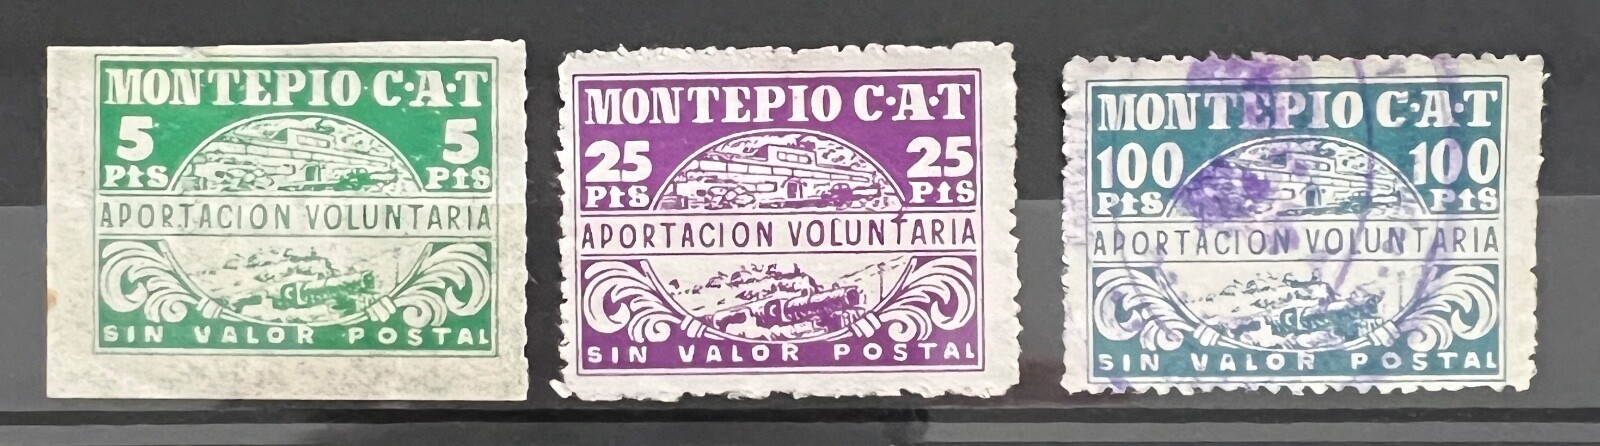 MONTEPIO C·A·T
5 5
PtS PtS
APORTACION VOLUNTARIA
SIN VALOR POSTAL
MONTEPIO C·A·T
25 25
PtS PtS
APORTACION VOLUNTARIA
SIN VALOR POSTAL
MONTEPIO C·A·T
100 100
PtS PtS
APORTACION VOLUNTARIA
SIN VALOR POSTAL